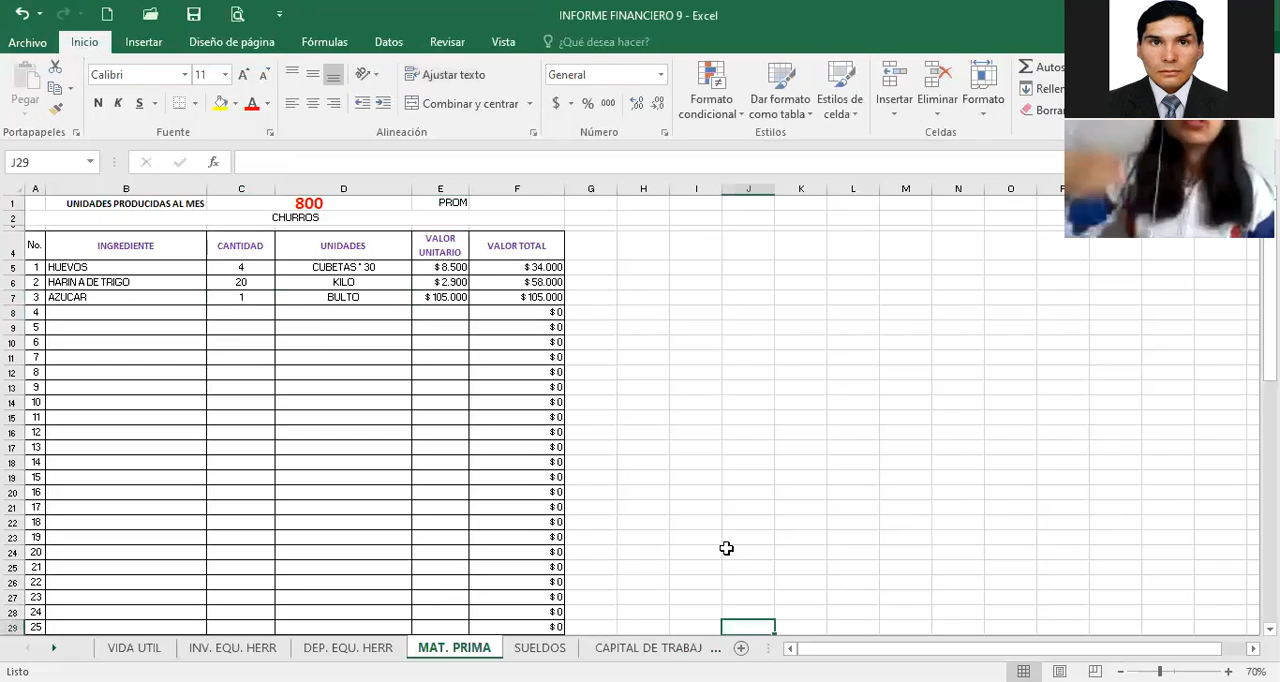 INFORME FINANCIERO 9 - Excel
Archivo Inicio Insertar Diseño de página Fórmulas Datos Revisar Vista ¿Qué desea hacer?
Pegar
Calibri 11
N K S
Ajustar texto
Combinar y centrar
General
$ % 000
Formato condicional
Dar formato como tabla
Estilos de celda
Insertar Eliminar Formato
Σ Autos
Rellen
Borra
Portapapeles Fuente Alineación Número Estilos Celdas
J29 fx
A B C D E F G H I J K L M N O
1 UNIDADES PRODUCIDAS AL MES 800 PROM
2 CHURROS
4 No. INGREDIENTE CANTIDAD UNIDADES VALOR UNITARIO VALOR TOTAL
5 1 HUEVOS 4 CUBETAS * 30 $ 8.500 $ 34.000
6 2 HARINA DE TRIGO 20 KILO $ 2.900 $ 58.000
7 3 AZUCAR 1 BULTO $ 105.000 $ 105.000
8 4 $ 0
9 5 $ 0
10 6 $ 0
11 7 $ 0
12 8 $ 0
13 9 $ 0
14 10 $ 0
15 11 $ 0
16 12 $ 0
17 13 $ 0
18 14 $ 0
19 15 $ 0
20 16 $ 0
21 17 $ 0
22 18 $ 0
23 19 $ 0
24 20 $ 0
25 21 $ 0
26 22 $ 0
27 23 $ 0
28 24 $ 0
29 25 $ 0
VIDA UTIL INV. EQU. HERR DEP. EQU. HERR MAT. PRIMA SUELDOS CAPITAL DE TRABAJ ...
Listo 70%